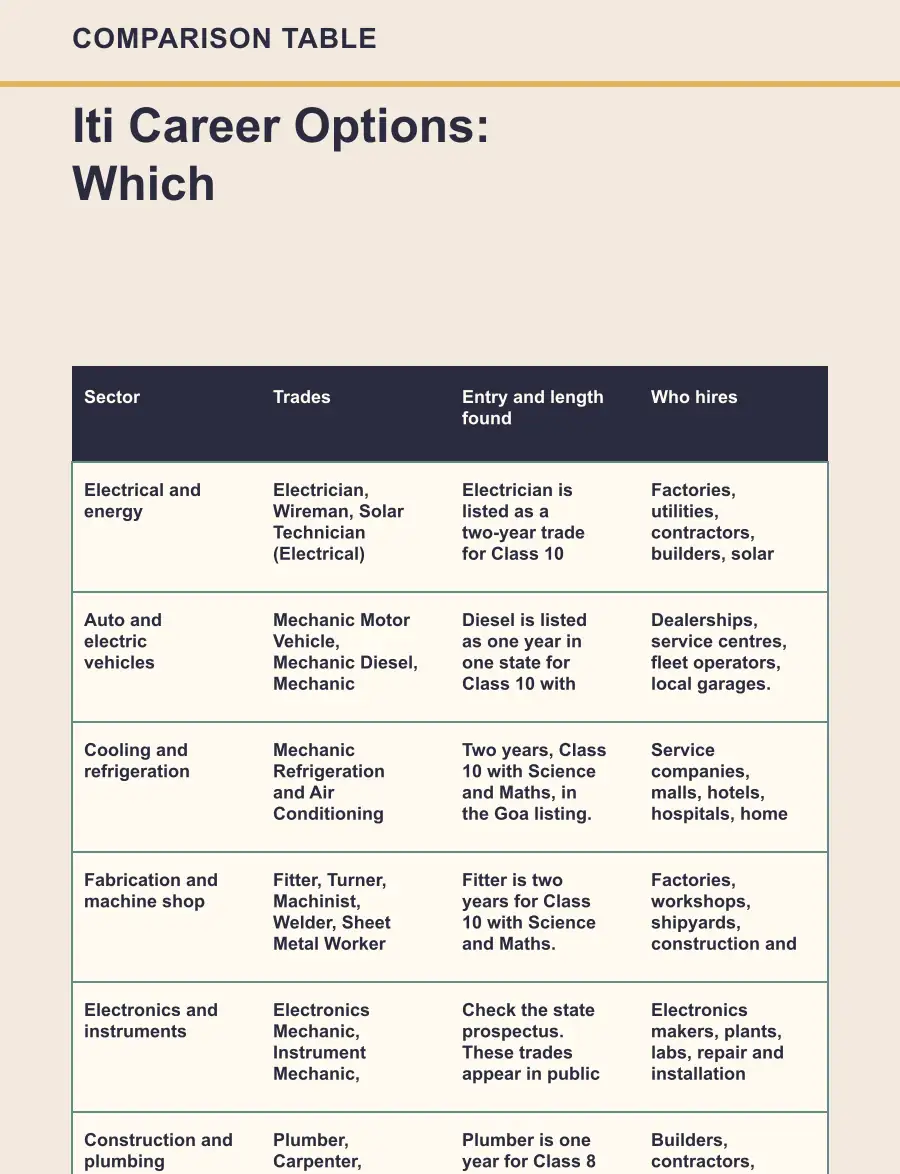 COMPARISON TABLE
Iti Career Options:
Which
Sector
Trades
Entry and length
found
Who hires
Electrical and
energy
Electrician,
Wireman, Solar
Technician
(Electrical)
Electrician is
listed as a
two-year trade
for Class 10
Factories,
utilities,
contractors,
builders, solar
Auto and
electric
vehicles
Mechanic Motor
Vehicle,
Mechanic Diesel,
Mechanic
Diesel is listed
as one year in
one state for
Class 10 with
Dealerships,
service centres,
fleet operators,
local garages.
Cooling and
refrigeration
Mechanic
Refrigeration
and Air
Conditioning
Two years, Class
10 with Science
and Maths, in
the Goa listing.
Service
companies,
malls, hotels,
hospitals, home
Fabrication and
machine shop
Fitter, Turner,
Machinist,
Welder, Sheet
Metal Worker
Fitter is two
years for Class
10 with Science
and Maths.
Factories,
workshops,
shipyards,
construction and
Electronics and
instruments
Electronics
Mechanic,
Instrument
Mechanic,
Check the state
prospectus.
These trades
appear in public
Electronics
makers, plants,
labs, repair and
installation
Construction and
plumbing
Plumber,
Carpenter,
Plumber is one
year for Class 8
Builders,
contractors,